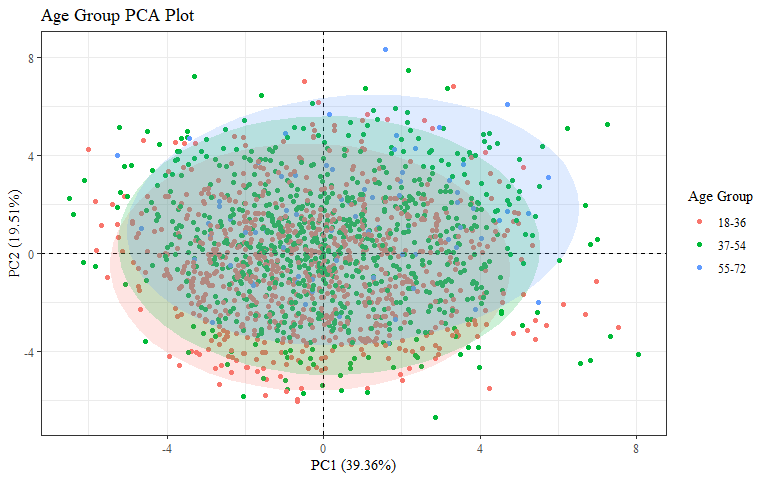 Age Group PCA Plot
8
4
0
-4
PC2 (19.51%)
-4
0
4
8
PC1 (39.36%)
Age Group
18-36
37-54
55-72